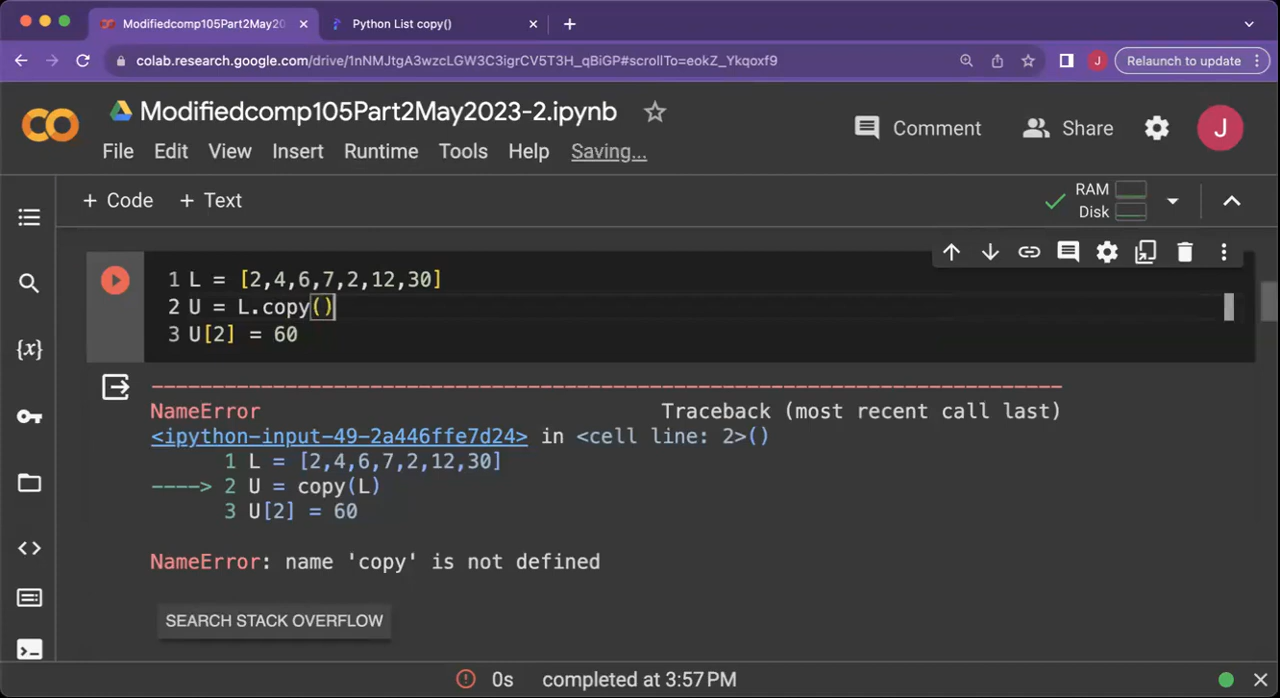 Modifiedcomp105Part2May20
Python List copy()
colab.research.google.com/drive/1nNMJtgA3wzcLGW3C3igrCV5T3H_qBiGP#scrollTo=eokZ_Ykqoxf9
J
Relaunch to update
CO
Modifiedcomp105Part2May2023-2.ipynb
Comment
Share
J
File Edit View Insert Runtime Tools Help Saving...
+ Code + Text
RAM
Disk
{x}
1 L = [2,4,6,7,2,12,30]
2 U = L.copy()
3 U[2] = 60
---------------------------------------------------------------------------
NameError Traceback (most recent call last)
<ipython-input-49-2a446ffe7d24> in <cell line: 2>()
1 L = [2,4,6,7,2,12,30]
----> 2 U = copy(L)
3 U[2] = 60
NameError: name 'copy' is not defined
SEARCH STACK OVERFLOW
0s completed at 3:57 PM